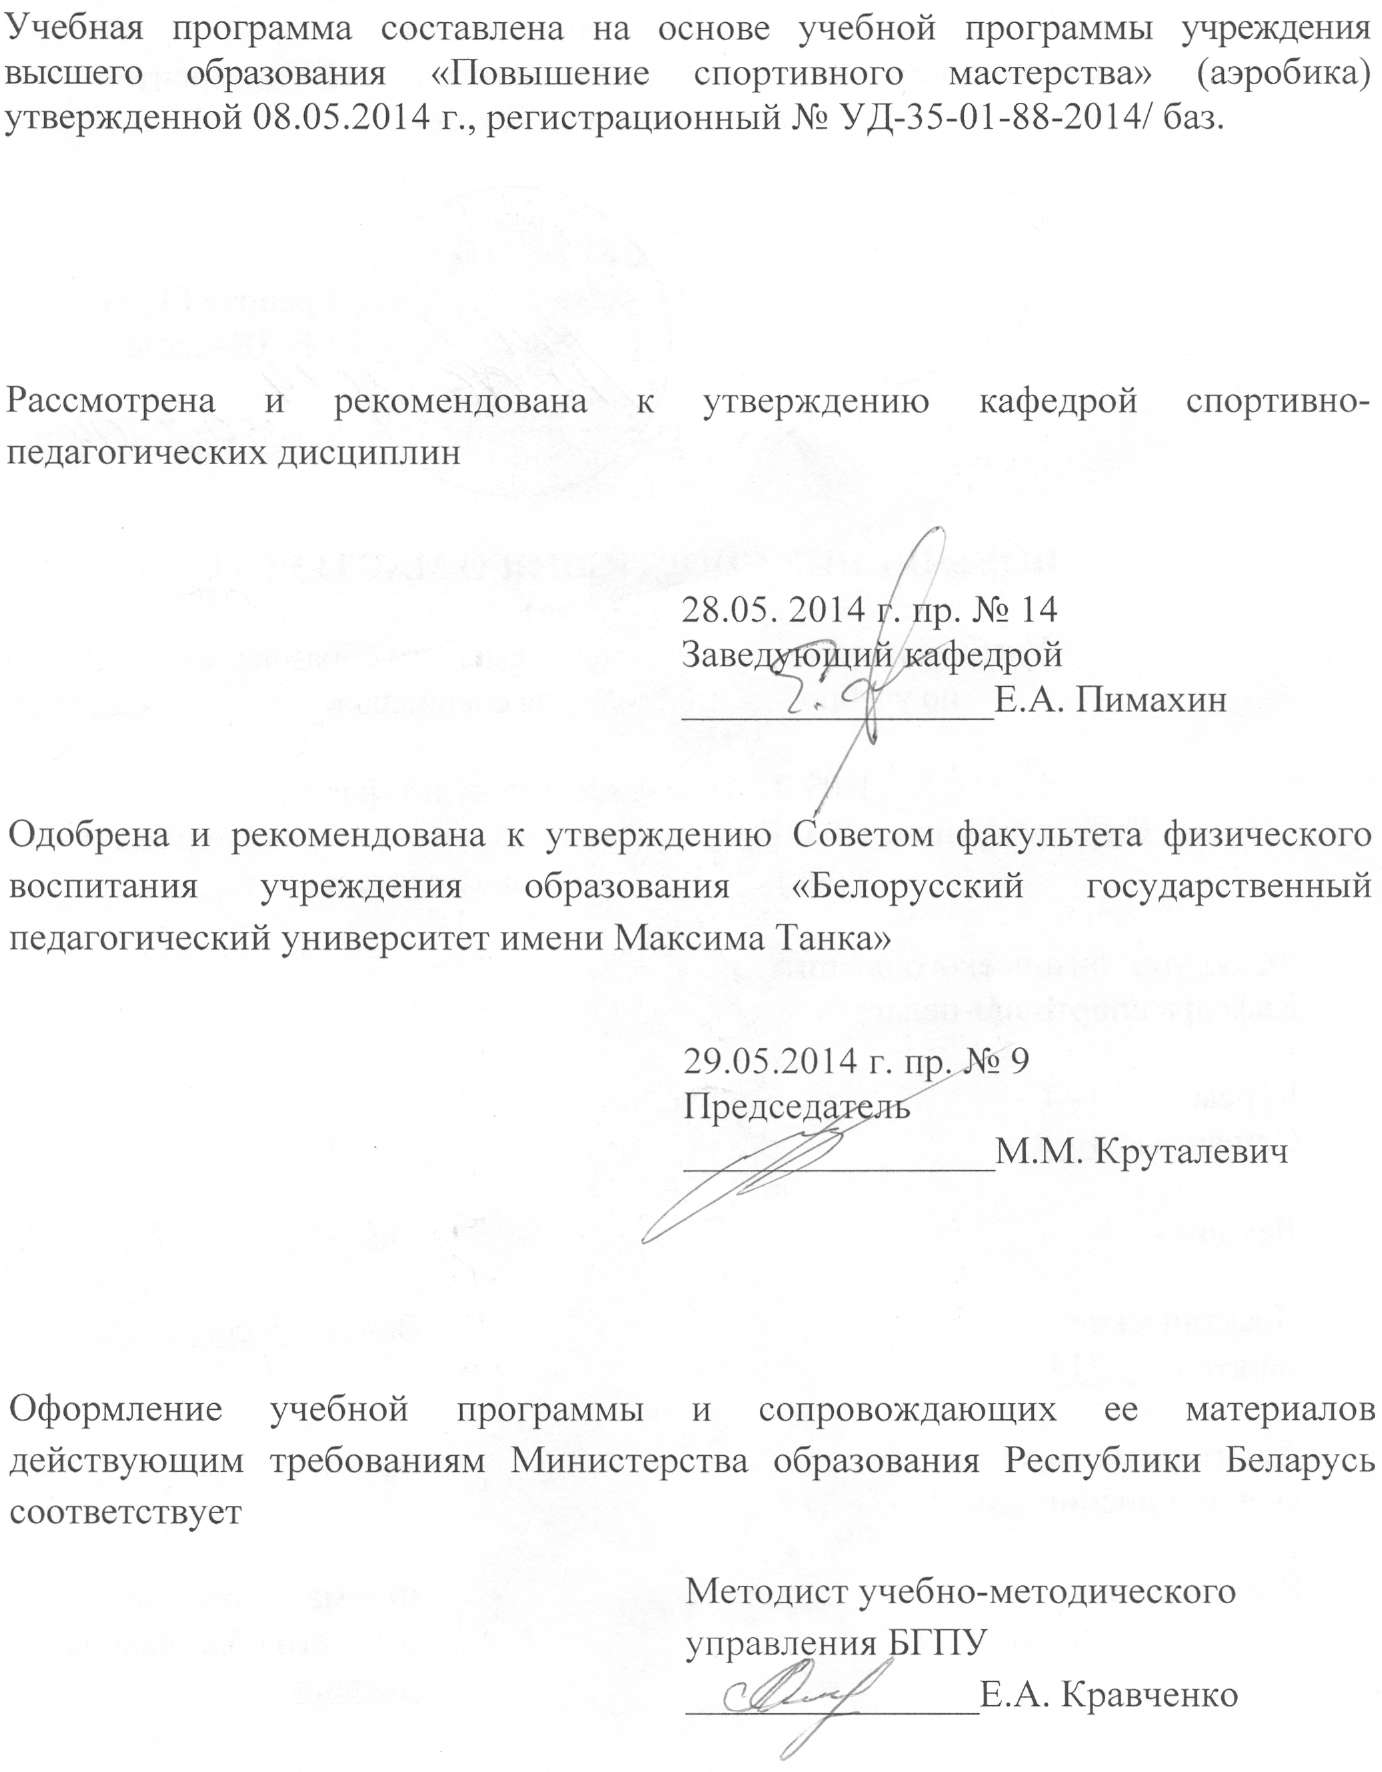 Учебная программа составлена на основе учебной программы учреждения
высшего образования «Повышение спортивного мастерства» (аэробика)
утвержденной 08.05.2014 г., регистрационный № УД-35-01-88-2014/ баз.
Рассмотрена и рекомендована к утверждению кафедрой спортивно-
педагогических дисциплин
28.05. 2014 г. пр. № 14
Заведующий кафедрой
Е.А. Пимахин
Одобрена и рекомендована к утверждению Советом факультета физического
воспитания учреждения образования «Белорусский государственный
педагогический университет имени Максима Танка»
29.05.2014 г. пр. № 9
Председатель
М.М. Круталевич
Оформление учебной программы и сопровождающих ее материалов
действующим требованиям Министерства образования Республики Беларусь
соответствует
Методист учебно-методического
управления БГПУ
Е.А. Кравченко